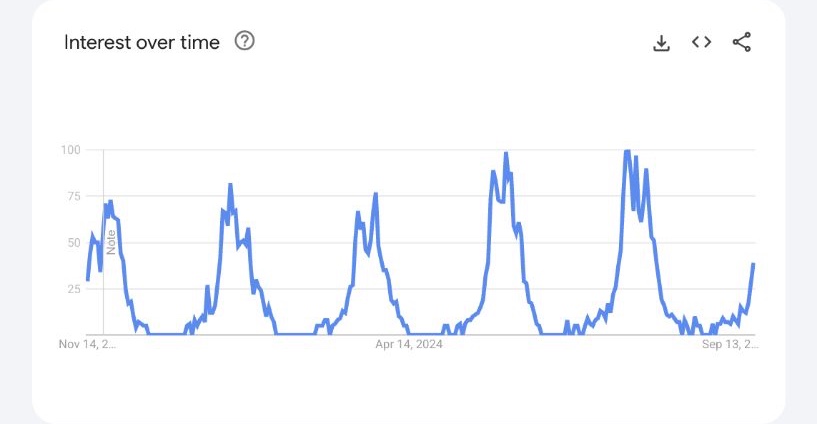 Interest over time
100
75
50
25
Note
Nov 14, 2...
Apr 14, 2024
Sep 13, 2...